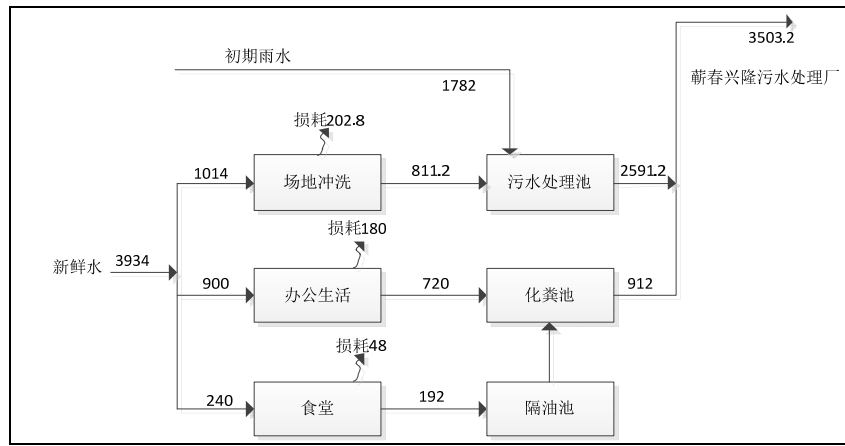 3503.2
初期雨水
蕲春兴隆污水处理厂
1782
损耗202.8
1014
场地冲洗
811.2
污水处理池
2591.2
损耗180
新鲜水
3934
900
办公生活
720
化粪池
912
损耗48
240
食堂
192
隔油池